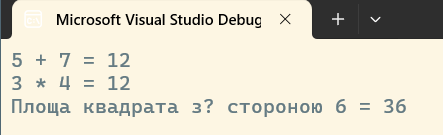 Microsoft Visual Studio Debug
5 + 7 = 12
3 * 4 = 12
Площа квадрата з? стороною 6 = 36